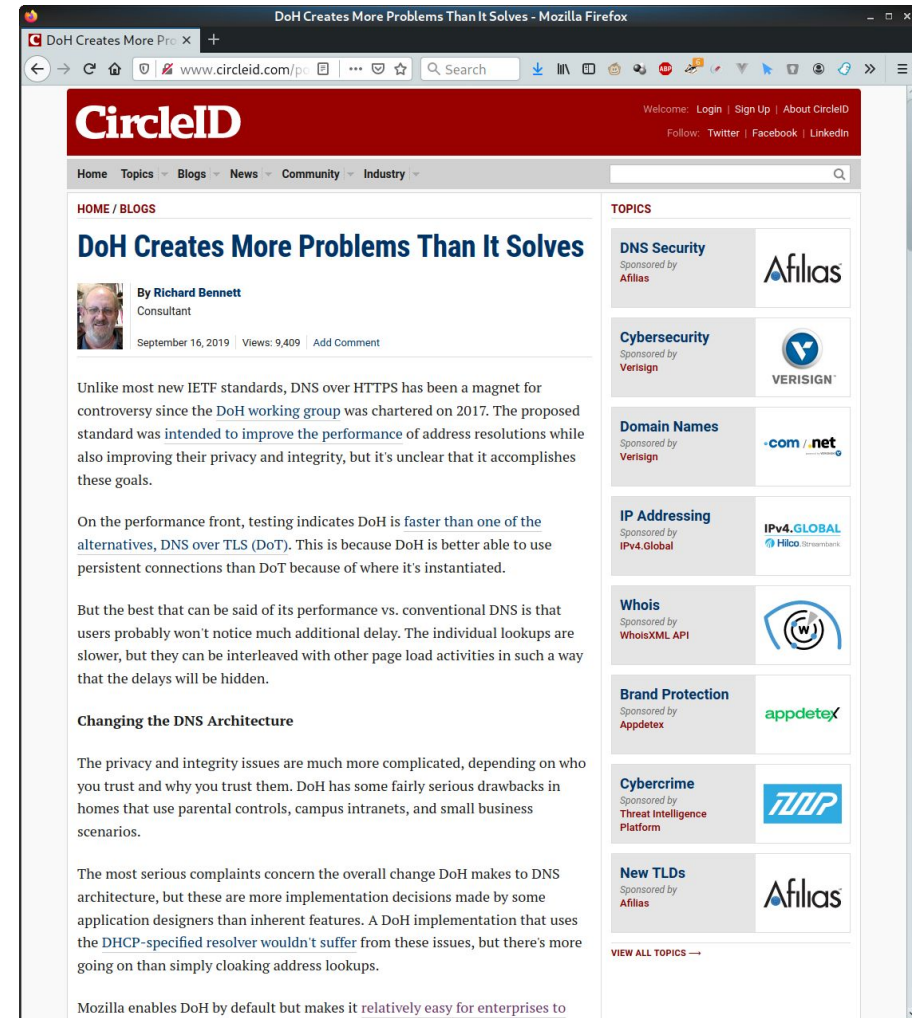 DoH Creates More Problems Than It Solves - Mozilla Firefox
DoH Creates More Pro
www.circleid.com/po
Search
CircleID
Welcome: Login | Sign Up | About CircleID
Follow: Twitter | Facebook | LinkedIn
Home Topics Blogs News Community Industry
HOME / BLOGS
DoH Creates More Problems Than It Solves
By Richard Bennett
Consultant
September 16, 2019 | Views: 9,409 | Add Comment
Unlike most new IETF standards, DNS over HTTPS has been a magnet for
controversy since the DoH working group was chartered on 2017. The proposed
standard was intended to improve the performance of address resolutions while
also improving their privacy and integrity, but it's unclear that it accomplishes
these goals.
On the performance front, testing indicates DoH is faster than one of the
alternatives, DNS over TLS (DoT). This is because DoH is better able to use
persistent connections than DoT because of where it's instantiated.
But the best that can be said of its performance vs. conventional DNS is that
users probably won't notice much additional delay. The individual lookups are
slower, but they can be interleaved with other page load activities in such a way
that the delays will be hidden.
Changing the DNS Architecture
The privacy and integrity issues are much more complicated, depending on who
you trust and why you trust them. DoH has some fairly serious drawbacks in
homes that use parental controls, campus intranets, and small business
scenarios.
The most serious complaints concern the overall change DoH makes to DNS
architecture, but these are more implementation decisions made by some
application designers than inherent features. A DoH implementation that uses
the DHCP-specified resolver wouldn't suffer from these issues, but there's more
going on than simply cloaking address lookups.
Mozilla enables DoH by default but makes it relatively easy for enterprises to
TOPICS
DNS Security
Sponsored by
Afilias
Afilias
Cybersecurity
Sponsored by
Verisign
VERISIGN
Domain Names
Sponsored by
Verisign
.com / .net
IP Addressing
Sponsored by
IPv4.Global
IPv4.GLOBAL
Hilco Streambank
Whois
Sponsored by
WhoisXML API
W
Brand Protection
Sponsored by
Appdetex
appdetex
Cybercrime
Sponsored by
Threat Intelligence
Platform
New TLDs
Sponsored by
Afilias
Afilias
VIEW ALL TOPICS →